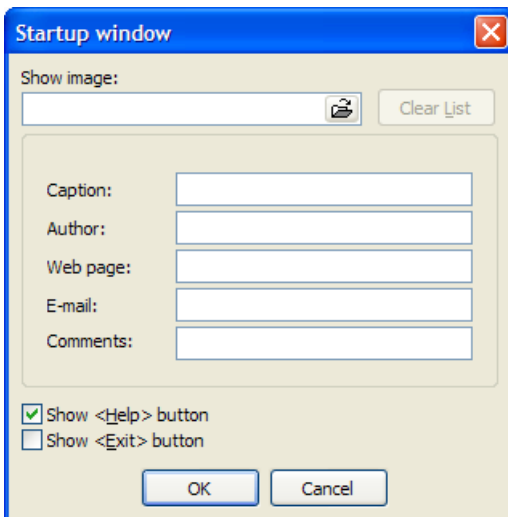 Startup window
Show image:
Clear List
Caption:
Author:
Web page:
E-mail:
Comments:
Show <Help> button
Show <Exit> button
OK Cancel